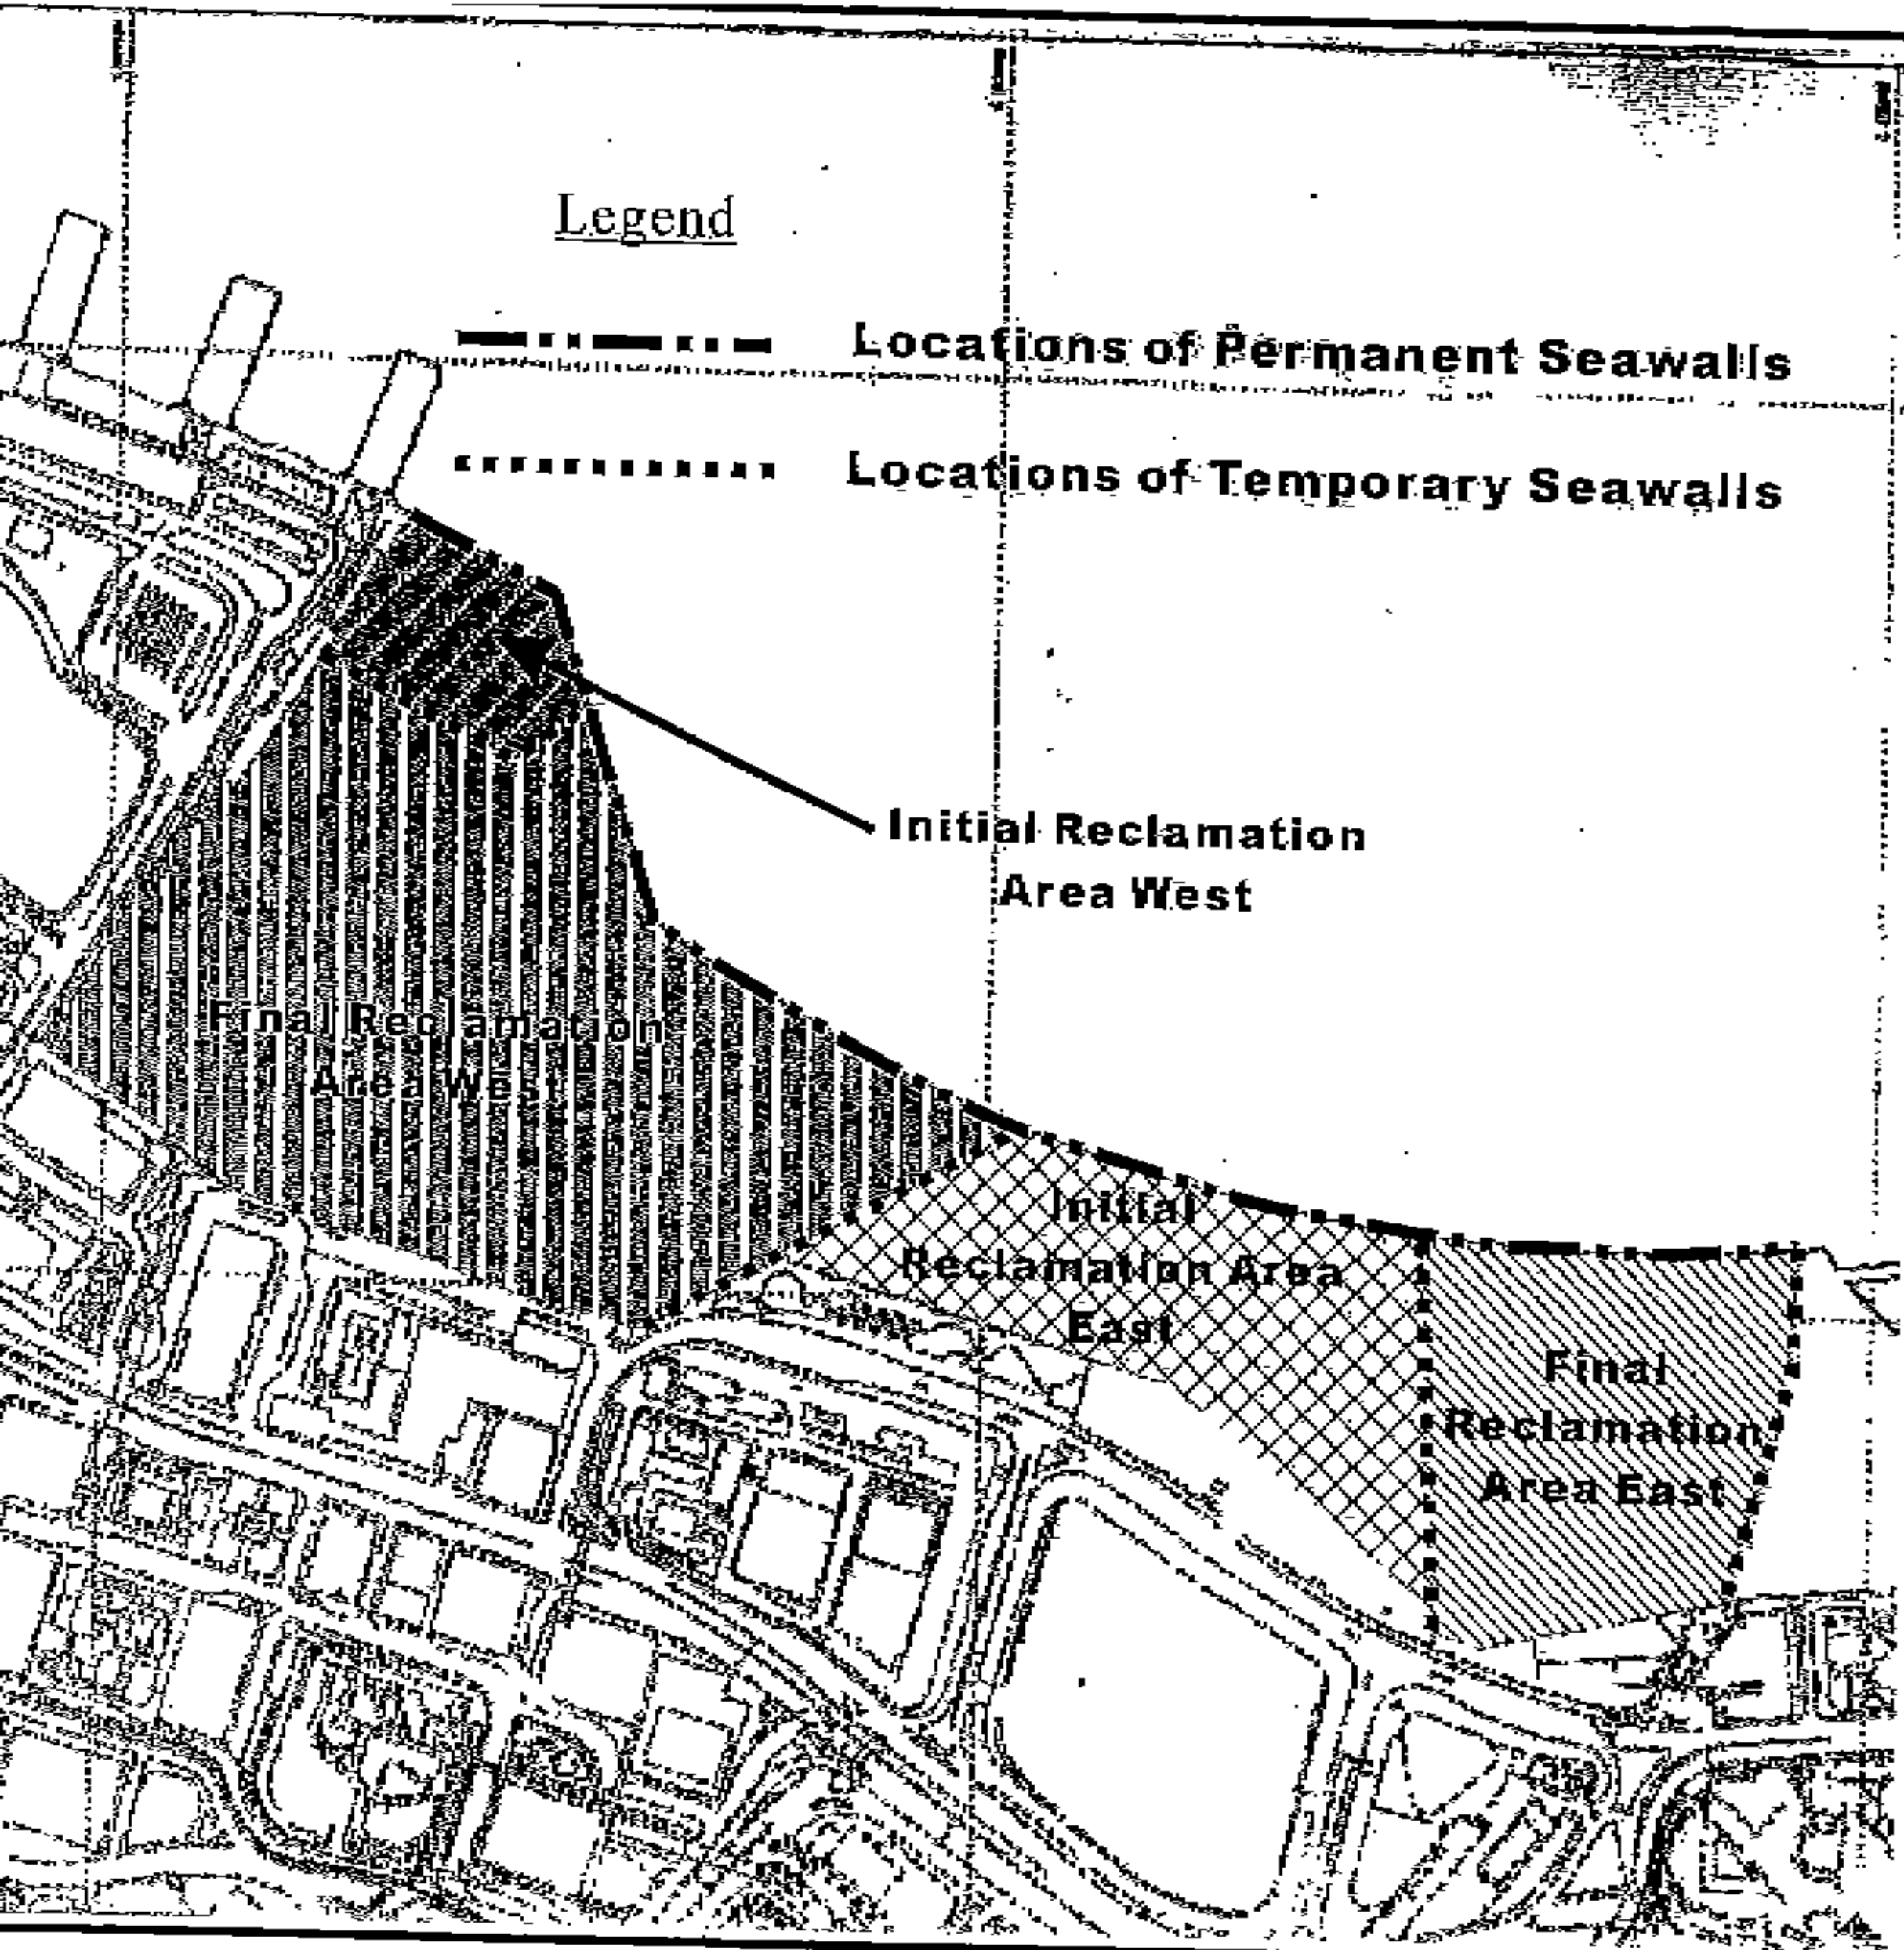 Legend
Locations of Permanent Seawalls
Locations of Temporary Seawalls
Initial Reclamation
Area West
Final Reclamation
Area West
Initial
Reclamation Area
East
Final
Reclamation
Area East